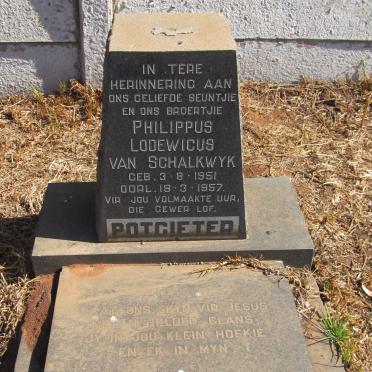 IN TERE
HERINNERING AAN
ONS GELIEFDE SEUNTJIE
EN ONS BROERTJIE
PHILIPPUS
LODEWICUS
VAN SCHALKWYK
GEB. 3-8-1951
OORL. 19-3-1957.
VIR JOU VOLMAAKTE UUR,
DIE GEWER LOF.
POTGIETER
ONS SKYN VIR JESUS
HELDER GLANS,
JY IN JOU KLEIN HOEKIE
EN EK IN MYN